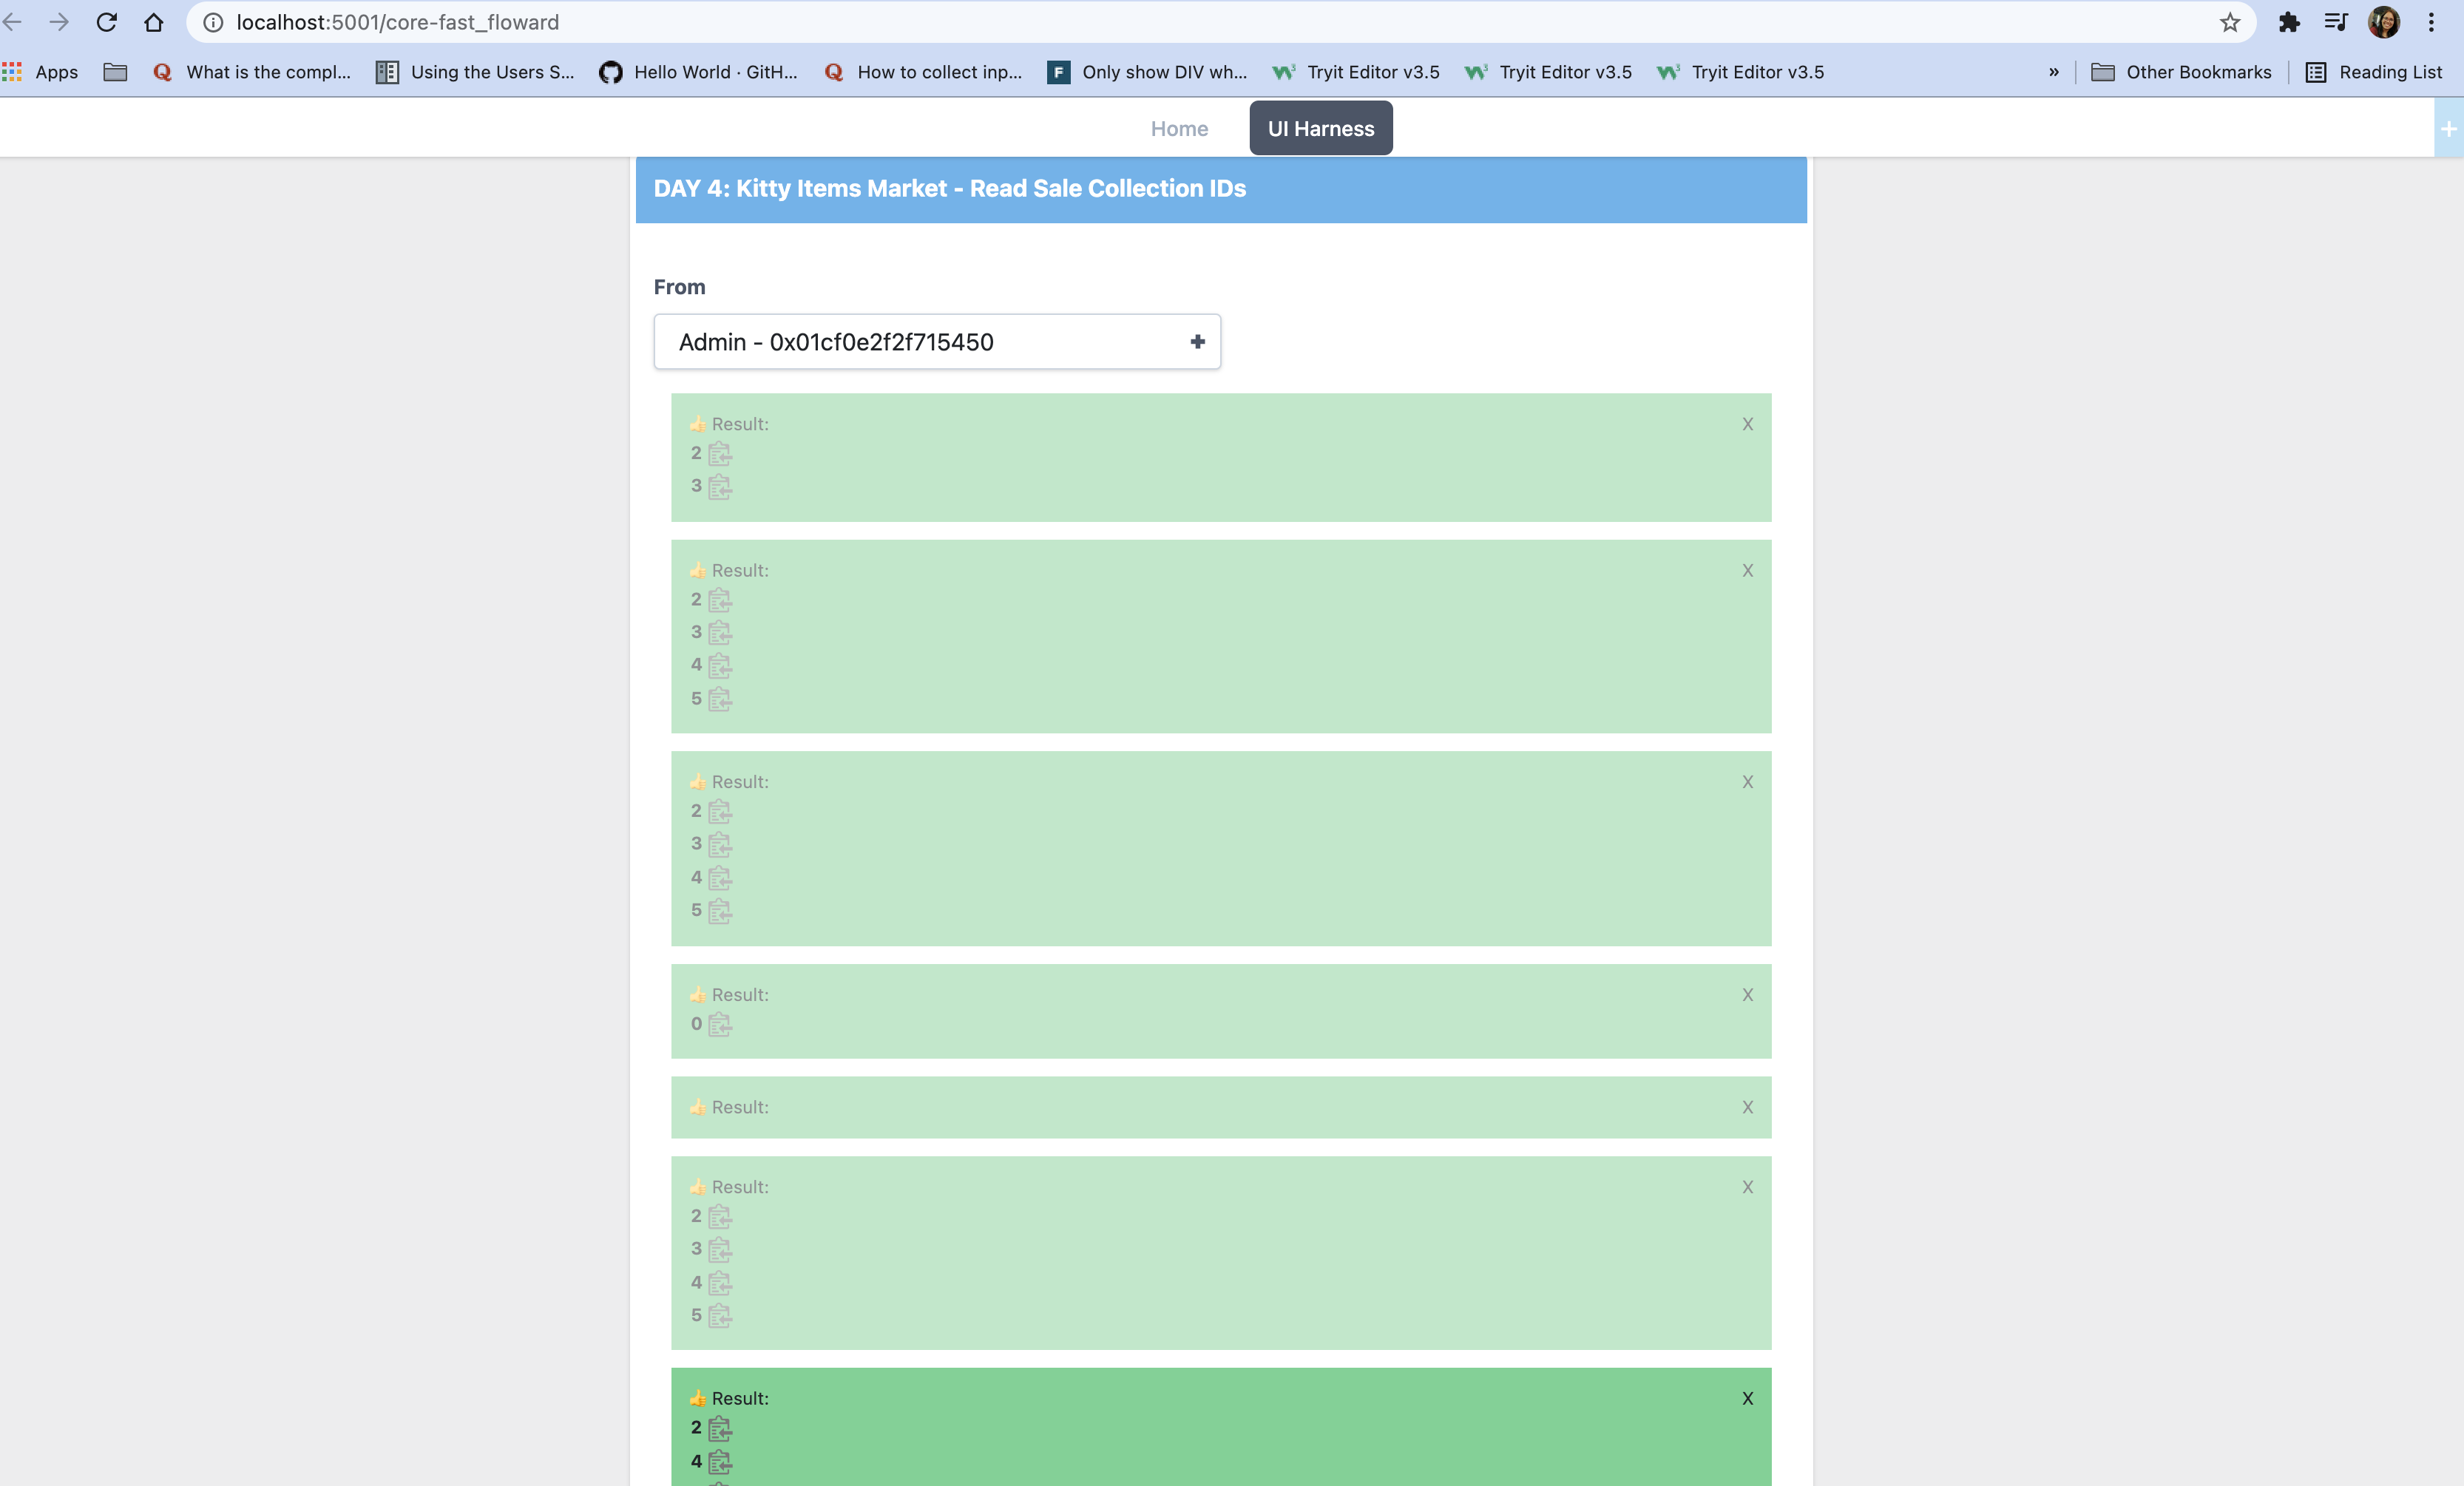 localhost:5001/core-fast_floward
Apps What is the compl... Using the Users S... Hello World · GitH... How to collect inp... Only show DIV wh... Tryit Editor v3.5 Tryit Editor v3.5 Tryit Editor v3.5 » Other Bookmarks Reading List
Home UI Harness +
DAY 4: Kitty Items Market - Read Sale Collection IDs
From
Admin - 0x01cf0e2f2f715450
👍 Result: X
2
3
👍 Result: X
2
3
4
5
👍 Result: X
2
3
4
5
👍 Result: X
0
👍 Result: X
👍 Result: X
2
3
4
5
👍 Result: X
2
4